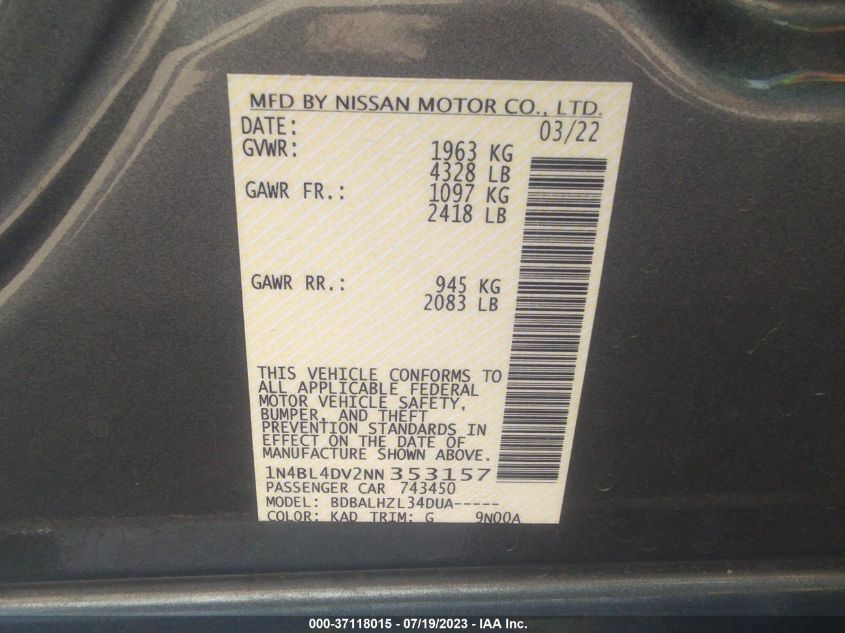 MFD BY NISSAN MOTOR CO., LTD.
DATE: 03/22
GVWR: 1963 KG
4328 LB
GAWR FR.: 1097 KG
2418 LB
GAWR RR.: 945 KG
2083 LB
THIS VEHICLE CONFORMS TO
ALL APPLICABLE FEDERAL
MOTOR VEHICLE SAFETY,
BUMPER, AND THEFT
PREVENTION STANDARDS IN
EFFECT ON THE DATE OF
MANUFACTURE SHOWN ABOVE.
1N4BL4DV2NN353157
PASSENGER CAR 743450
MODEL: BDBALHZL34DUA-----
COLOR: KAD TRIM: G 9N00A
000-37118015 - 07/19/2023 - IAA Inc.